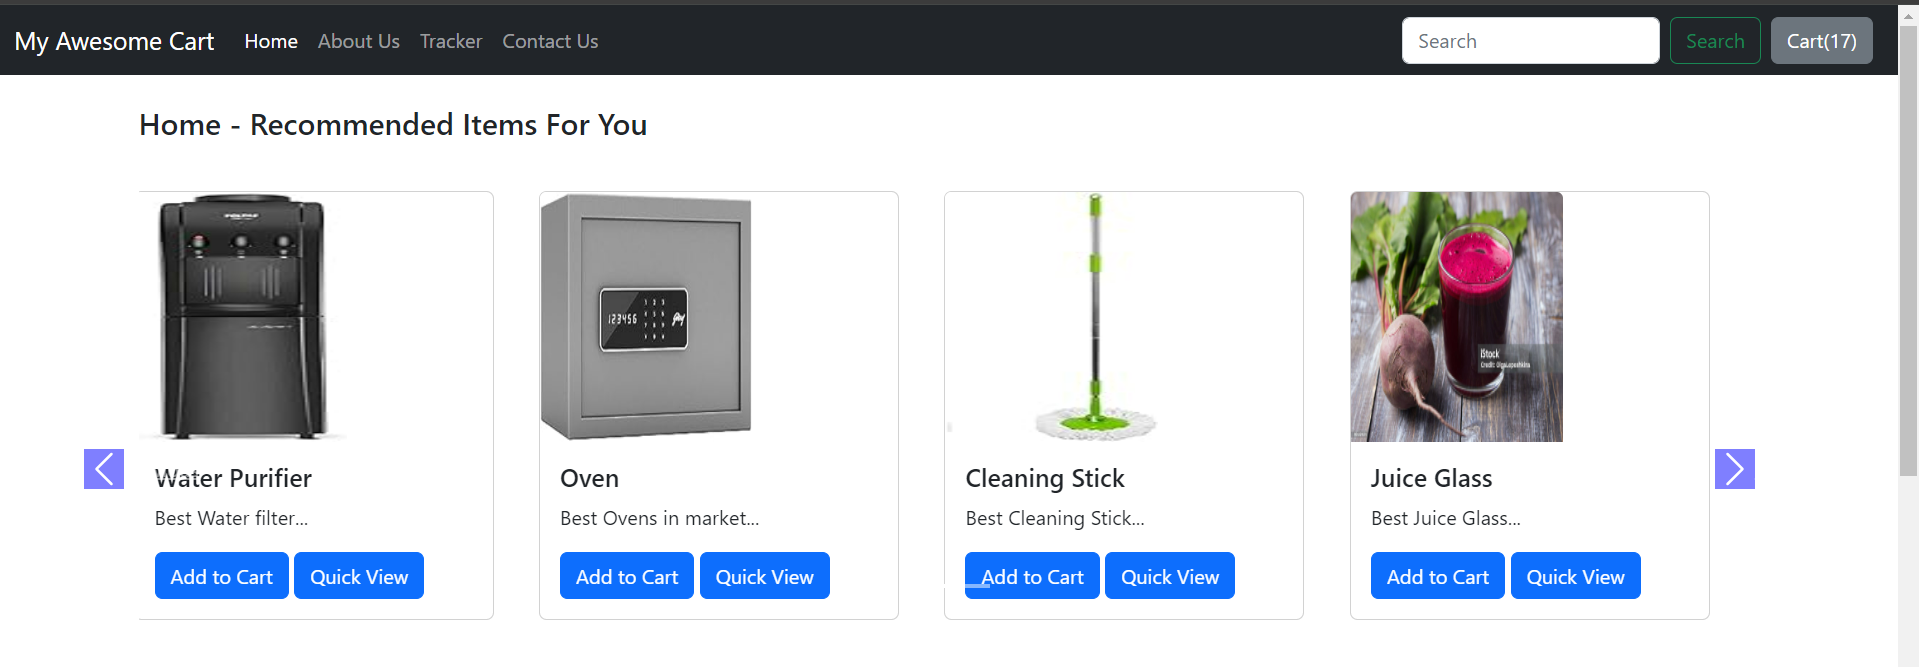 My Awesome Cart Home About Us Tracker Contact Us Search Search Cart(17)
Home - Recommended Items For You
123456
iStock
Water Purifier Oven Cleaning Stick Juice Glass
Best Water filter... Best Ovens in market... Best Cleaning Stick... Best Juice Glass...
Add to Cart Quick View Add to Cart Quick View Add to Cart Quick View Add to Cart Quick View